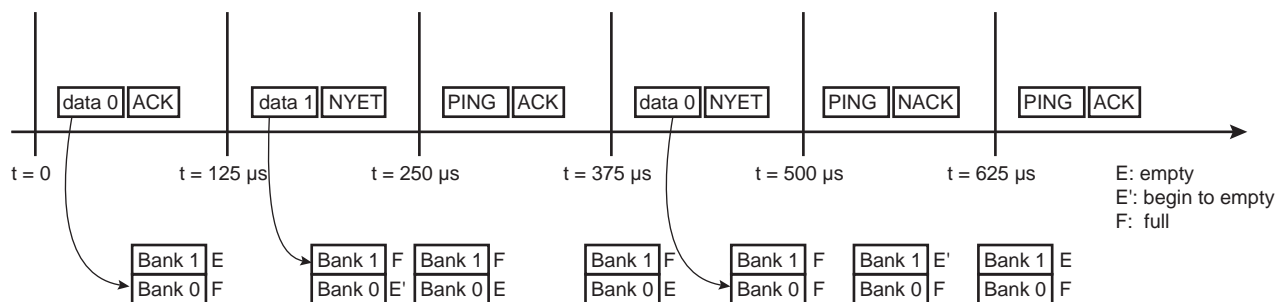 data 0 ACK data 1 NYET PING ACK data 0 NYET PING NACK PING ACK
t = 0 t = 125 μs t = 250 μs t = 375 μs t = 500 μs t = 625 μs
E: empty
E': begin to empty
F: full
Bank 1 E Bank 1 F Bank 1 F Bank 1 F Bank 1 F Bank 1 E' Bank 1 E
Bank 0 F Bank 0 E' Bank 0 E Bank 0 E Bank 0 F Bank 0 F Bank 0 F